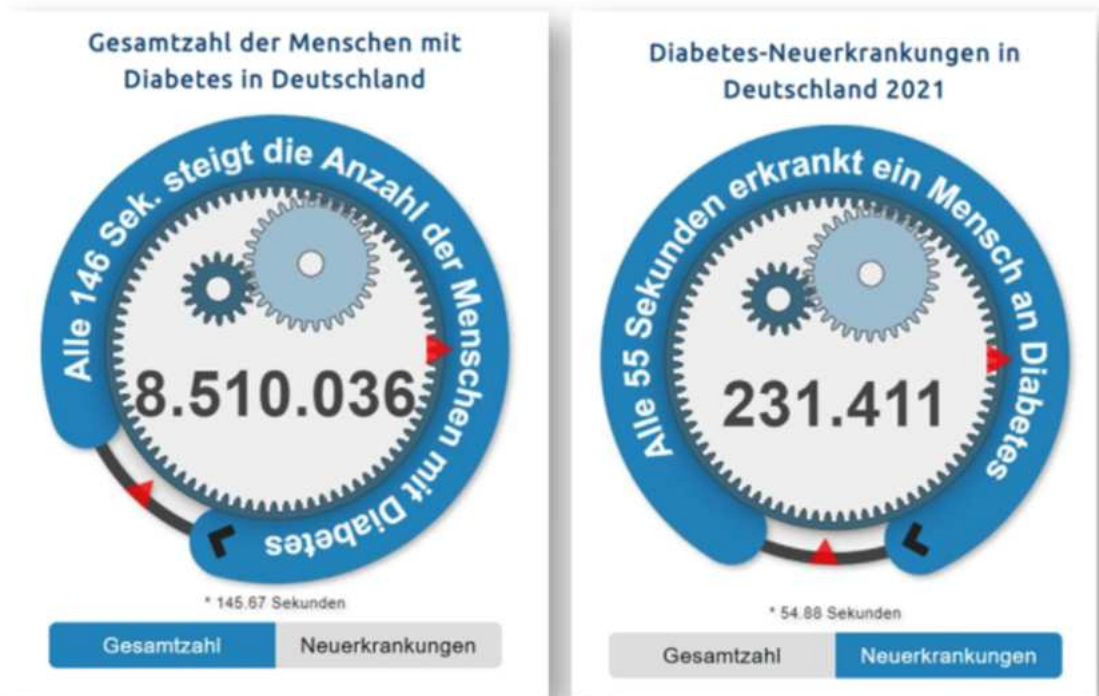 Gesamtzahl der Menschen mit
Diabetes in Deutschland
Alle 146 Sek. steigt die Anzahl der Menschen mit Diabetes
8.510.036
* 145.67 Sekunden
Gesamtzahl
Neuerkrankungen
Diabetes-Neuerkrankungen in
Deutschland 2021
Alle 55 Sekunden erkrankt ein Mensch an Diabetes
231.411
* 54.88 Sekunden
Gesamtzahl
Neuerkrankungen